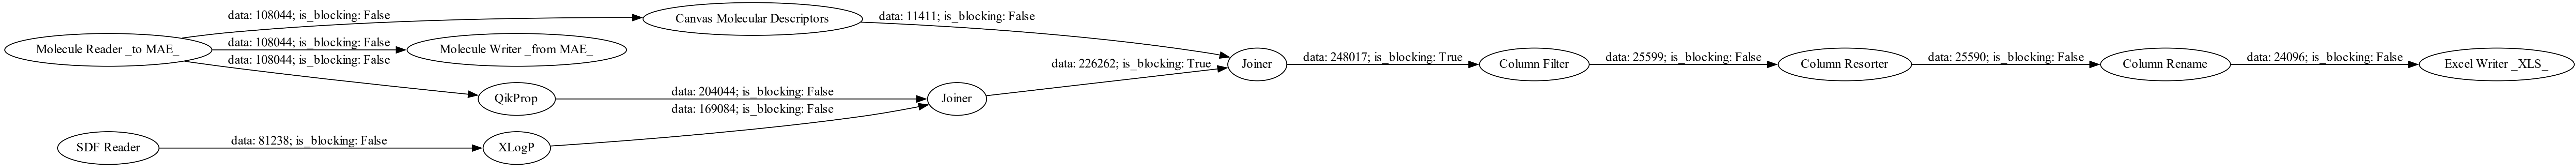 data: 108044; is_blocking: False
Canvas Molecular Descriptors
data: 11411; is_blocking: False
Molecule Reader _to MAE_
data: 108044; is_blocking: False
Molecule Writer _from MAE_
data: 108044; is_blocking: False
data: 226262; is_blocking: True
Joiner
data: 248017; is_blocking: True
Column Filter
data: 25599; is_blocking: False
Column Resorter
data: 25590; is_blocking: False
Column Rename
data: 24096; is_blocking: False
Excel Writer _XLS_
QikProp
data: 204044; is_blocking: False
Joiner
data: 169084; is_blocking: False
SDF Reader
data: 81238; is_blocking: False
XLogP